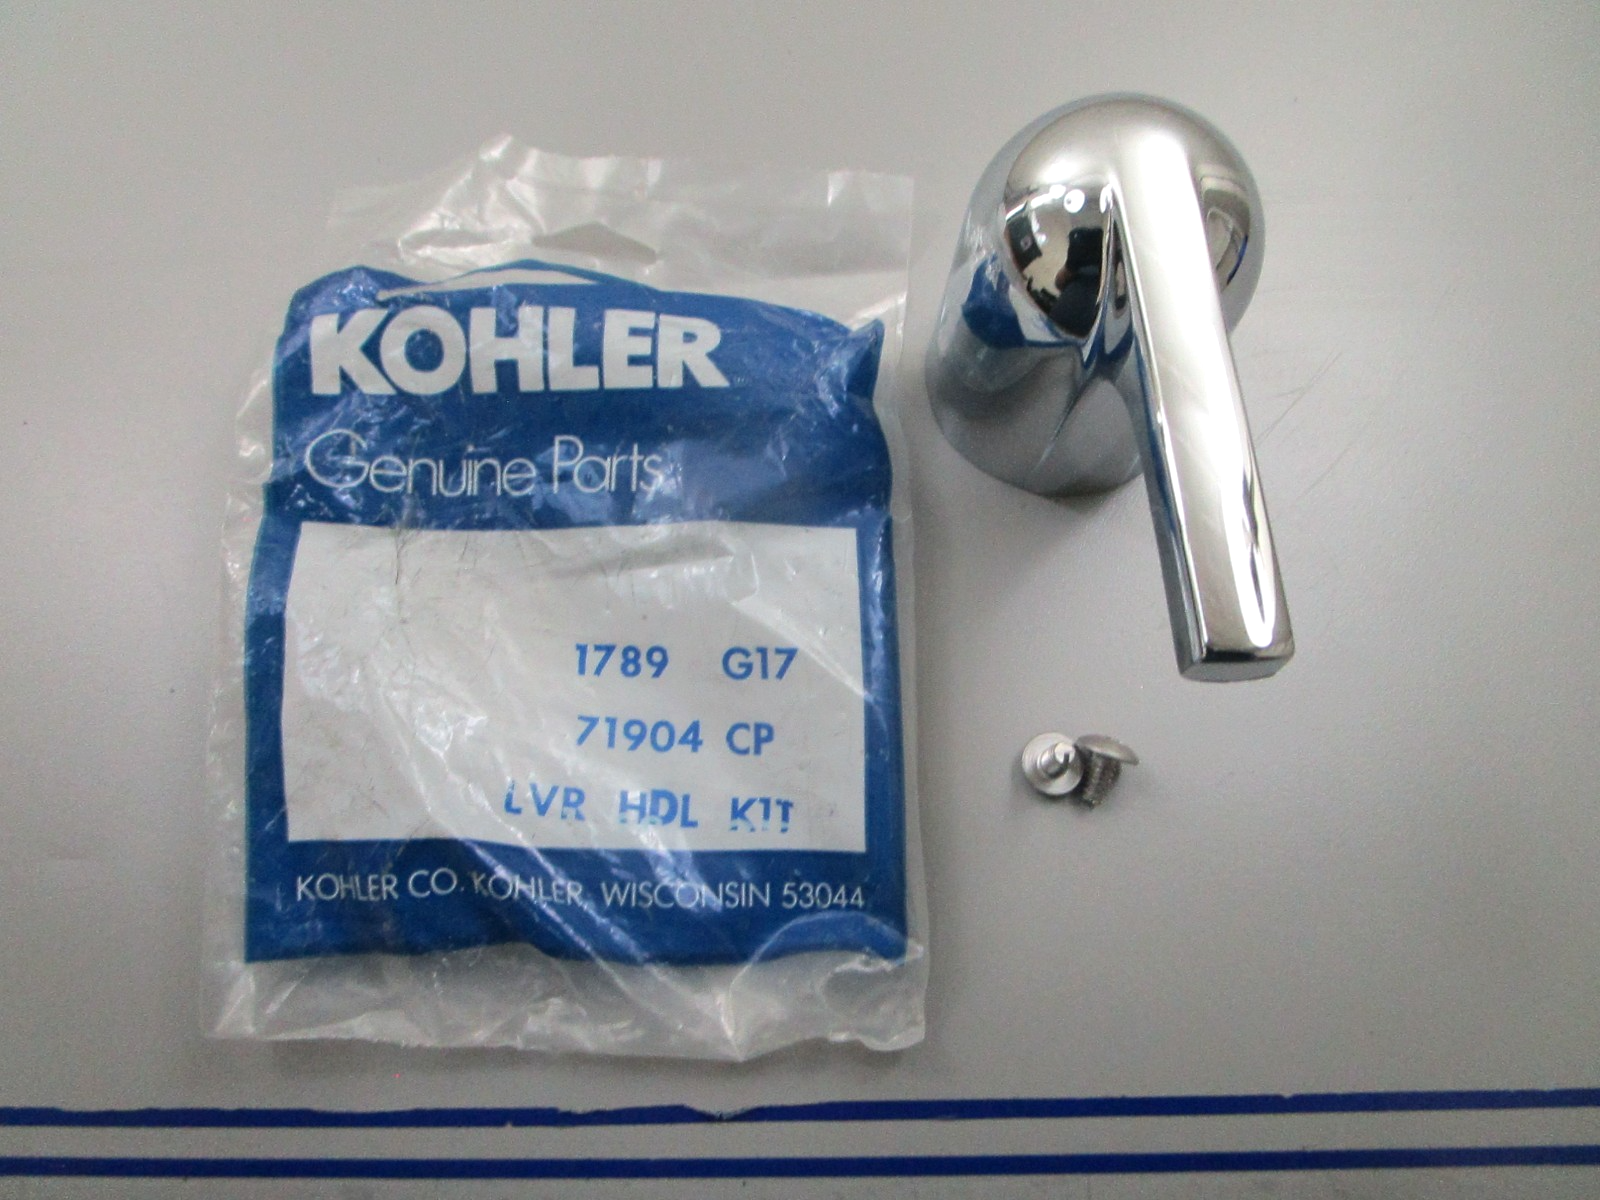 KOHLER
Genuine Parts
1789 G17
71904 CP
LVR HDL KIT
KOHLER CO. KOHLER, WISCONSIN 53044